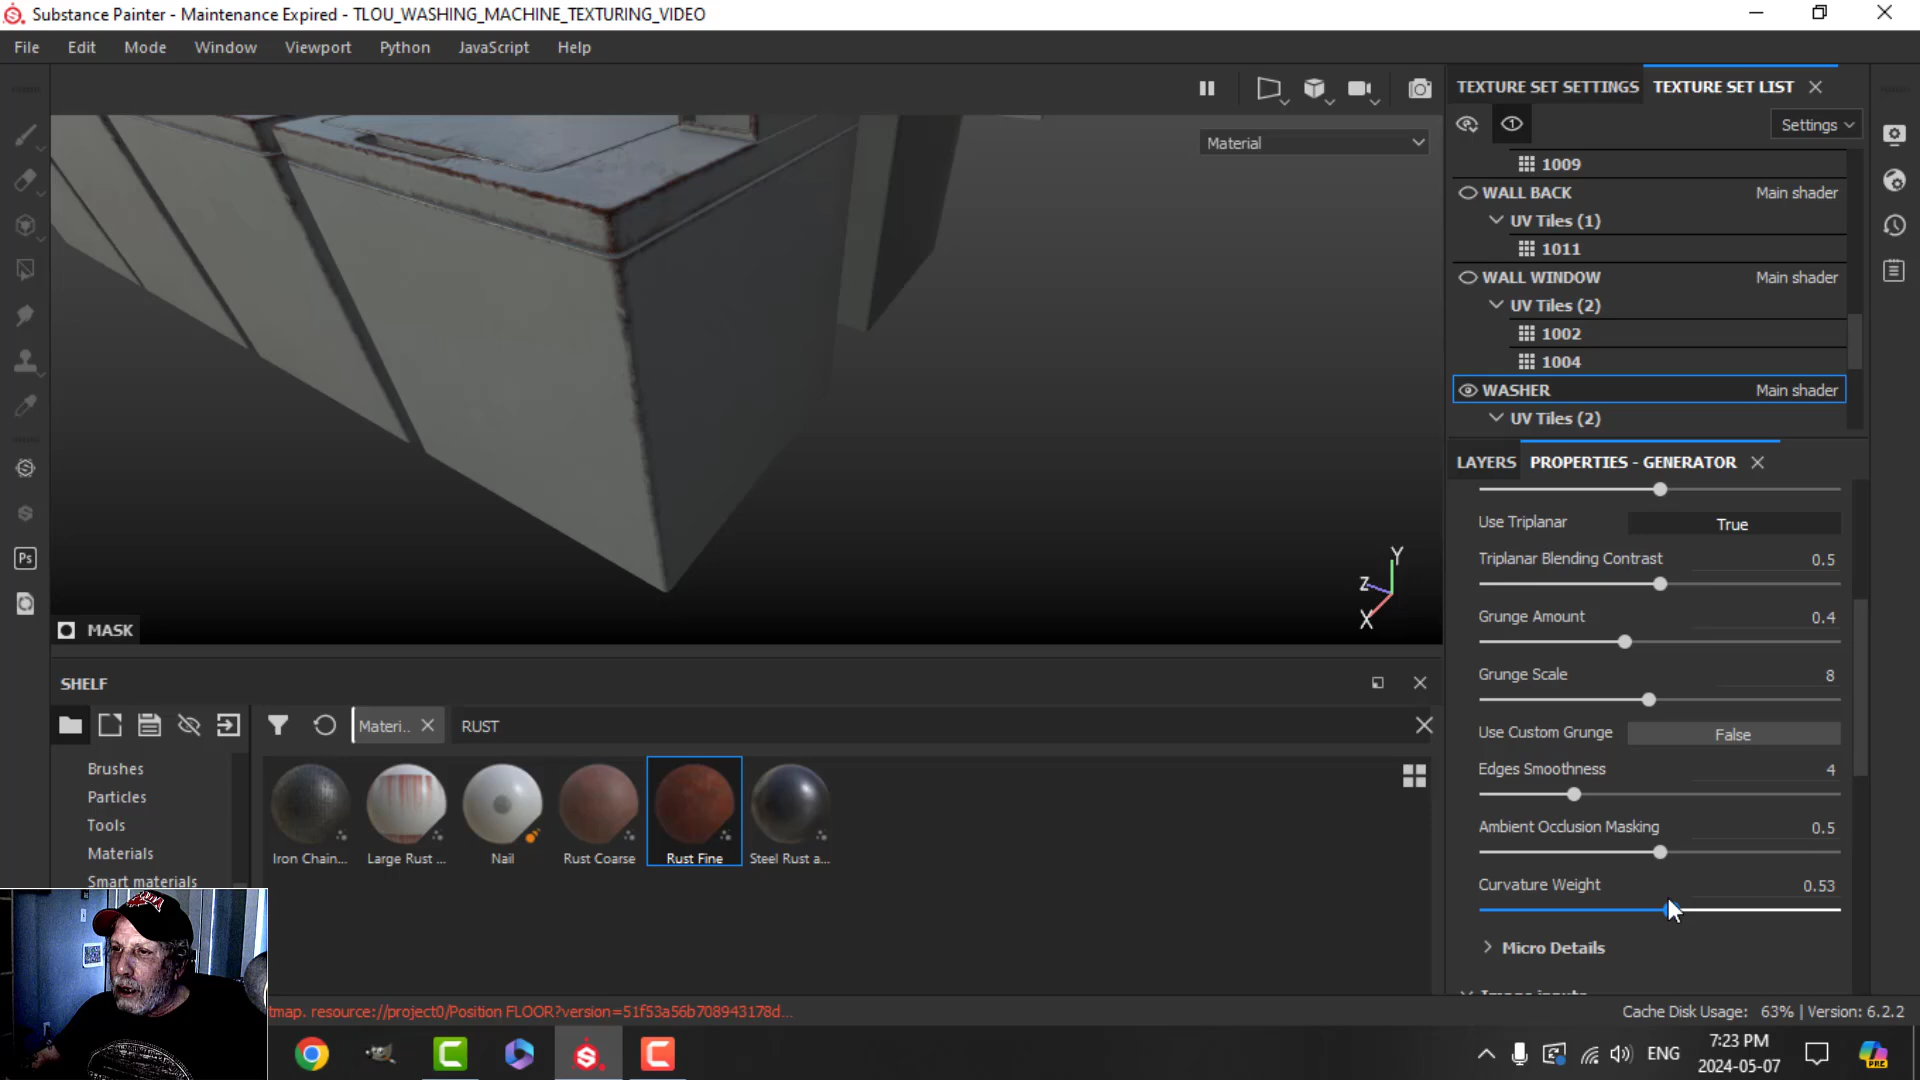 Substance Painter - Maintenance Expired - TLOU_WASHING_MACHINE_TEXTURING_VIDEO
File Edit Mode Window Viewport Python JavaScript Help
Material
TEXTURE SET SETTINGS TEXTURE SET LIST
Settings
1009
WALL BACK Main shader
UV Tiles (1)
1011
WALL WINDOW Main shader
UV Tiles (2)
1002
1004
WASHER Main shader
UV Tiles (2)
LAYERS PROPERTIES - GENERATOR
Use Triplanar True
Triplanar Blending Contrast 0.5
Grunge Amount 0.4
Grunge Scale 8
Use Custom Grunge False
Edges Smoothness 4
Ambient Occlusion Masking 0.5
Curvature Weight 0.53
Micro Details
Image inputs
Y
Z
X
MASK
Ps
SHELF
Materi.. RUST
Brushes
Particles
Tools
Materials
Smart materials
Iron Chain... Large Rust ... Nail Rust Coarse Rust Fine Steel Rust a...
tmap. resource://project0/Position FLOOR?version=51f53a56b708943178d...
Cache Disk Usage: 63% | Version: 6.2.2
ENG
7:23 PM
2024-05-07
PRE